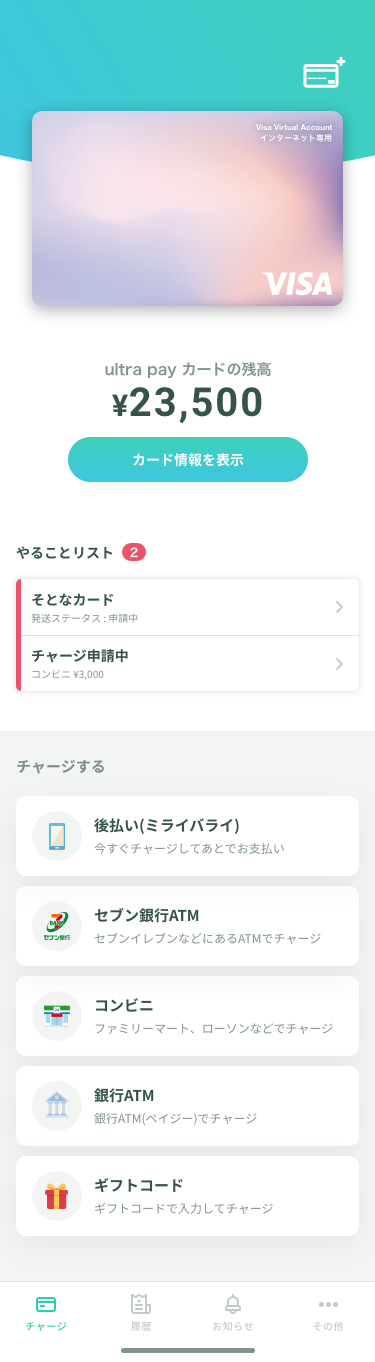 Visa Virtual Account
インターネット専用
VISA
ultra pay カードの残高
¥23,500
カード情報を表示
やることリスト 2
そとなカード
発送ステータス : 申請中
チャージ申請中
コンビニ ¥3,000
チャージする
後払い(ミライバライ)
今すぐチャージしてあとでお支払い
セブン銀行ATM
セブンイレブンなどにあるATMでチャージ
セブン銀行
コンビニ
ファミリーマート、ローソンなどでチャージ
銀行ATM
銀行ATM(ペイジー)でチャージ
ギフトコード
ギフトコードで入力してチャージ
チャージ 履歴 お知らせ その他